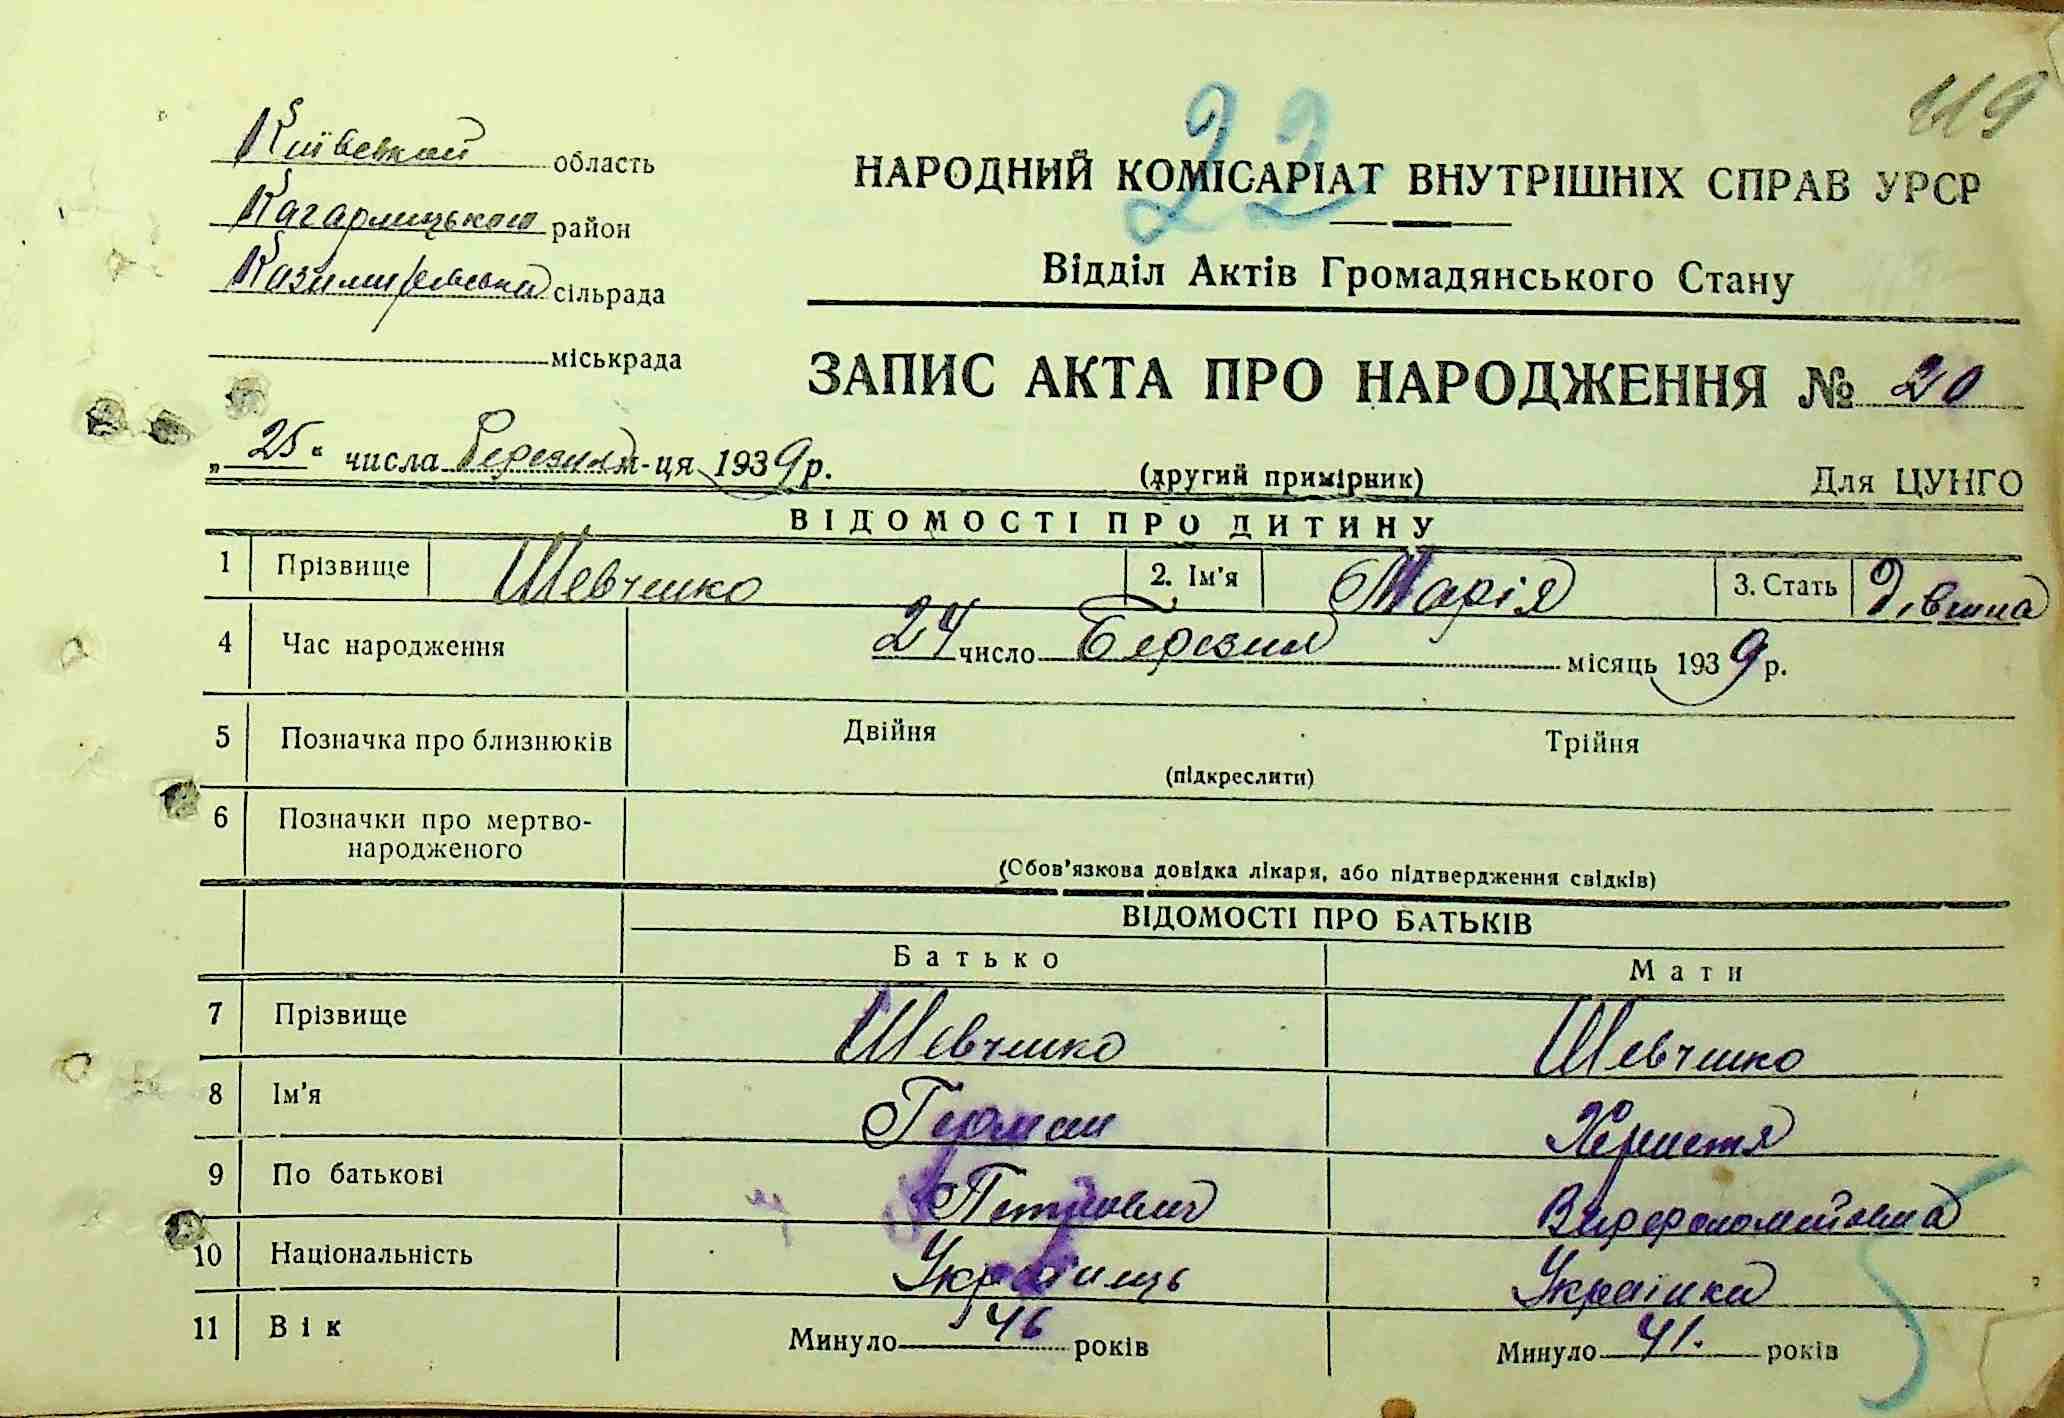 119
22
Київській область
Кагарлицького район
Казимирівська сільрада
міськрада
НАРОДНИЙ КОМІСАРІАТ ВНУТРІШНІХ СПРАВ УРСР
Відділ Актів Громадянського Стану
ЗАПИС АКТА ПРО НАРОДЖЕННЯ № 20
„25“ числа Березня м-ця 1939 р. (другий примірник) Для ЦУНГО
ВІДОМОСТІ ПРО ДИТИНУ
1 Прізвище Шевченко 2. Ім'я Марія 3. Стать Дівчина
4 Час народження 24 число Березня місяць 1939 р.
5 Позначка про близнюків Двійня Трійня
(підкреслити)
6 Позначки про мертво-
народженого
(Обов'язкова довідка лікаря, або підтвердження свідків)
ВІДОМОСТІ ПРО БАТЬКІВ
Батько Мати
7 Прізвище Шевченко Шевченко
8 Ім'я Герман
9 По батькові Петрович
10 Національність Українець Українка
11 Вік Минуло 46 років Минуло 41. років